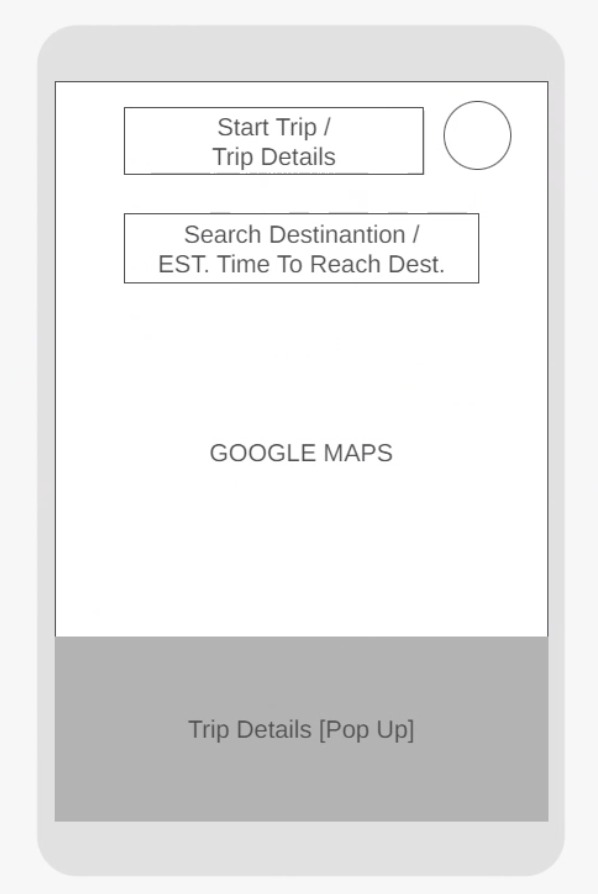 Start Trip /
Trip Details
Search Destinantion /
EST. Time To Reach Dest.
GOOGLE MAPS
Trip Details [Pop Up]